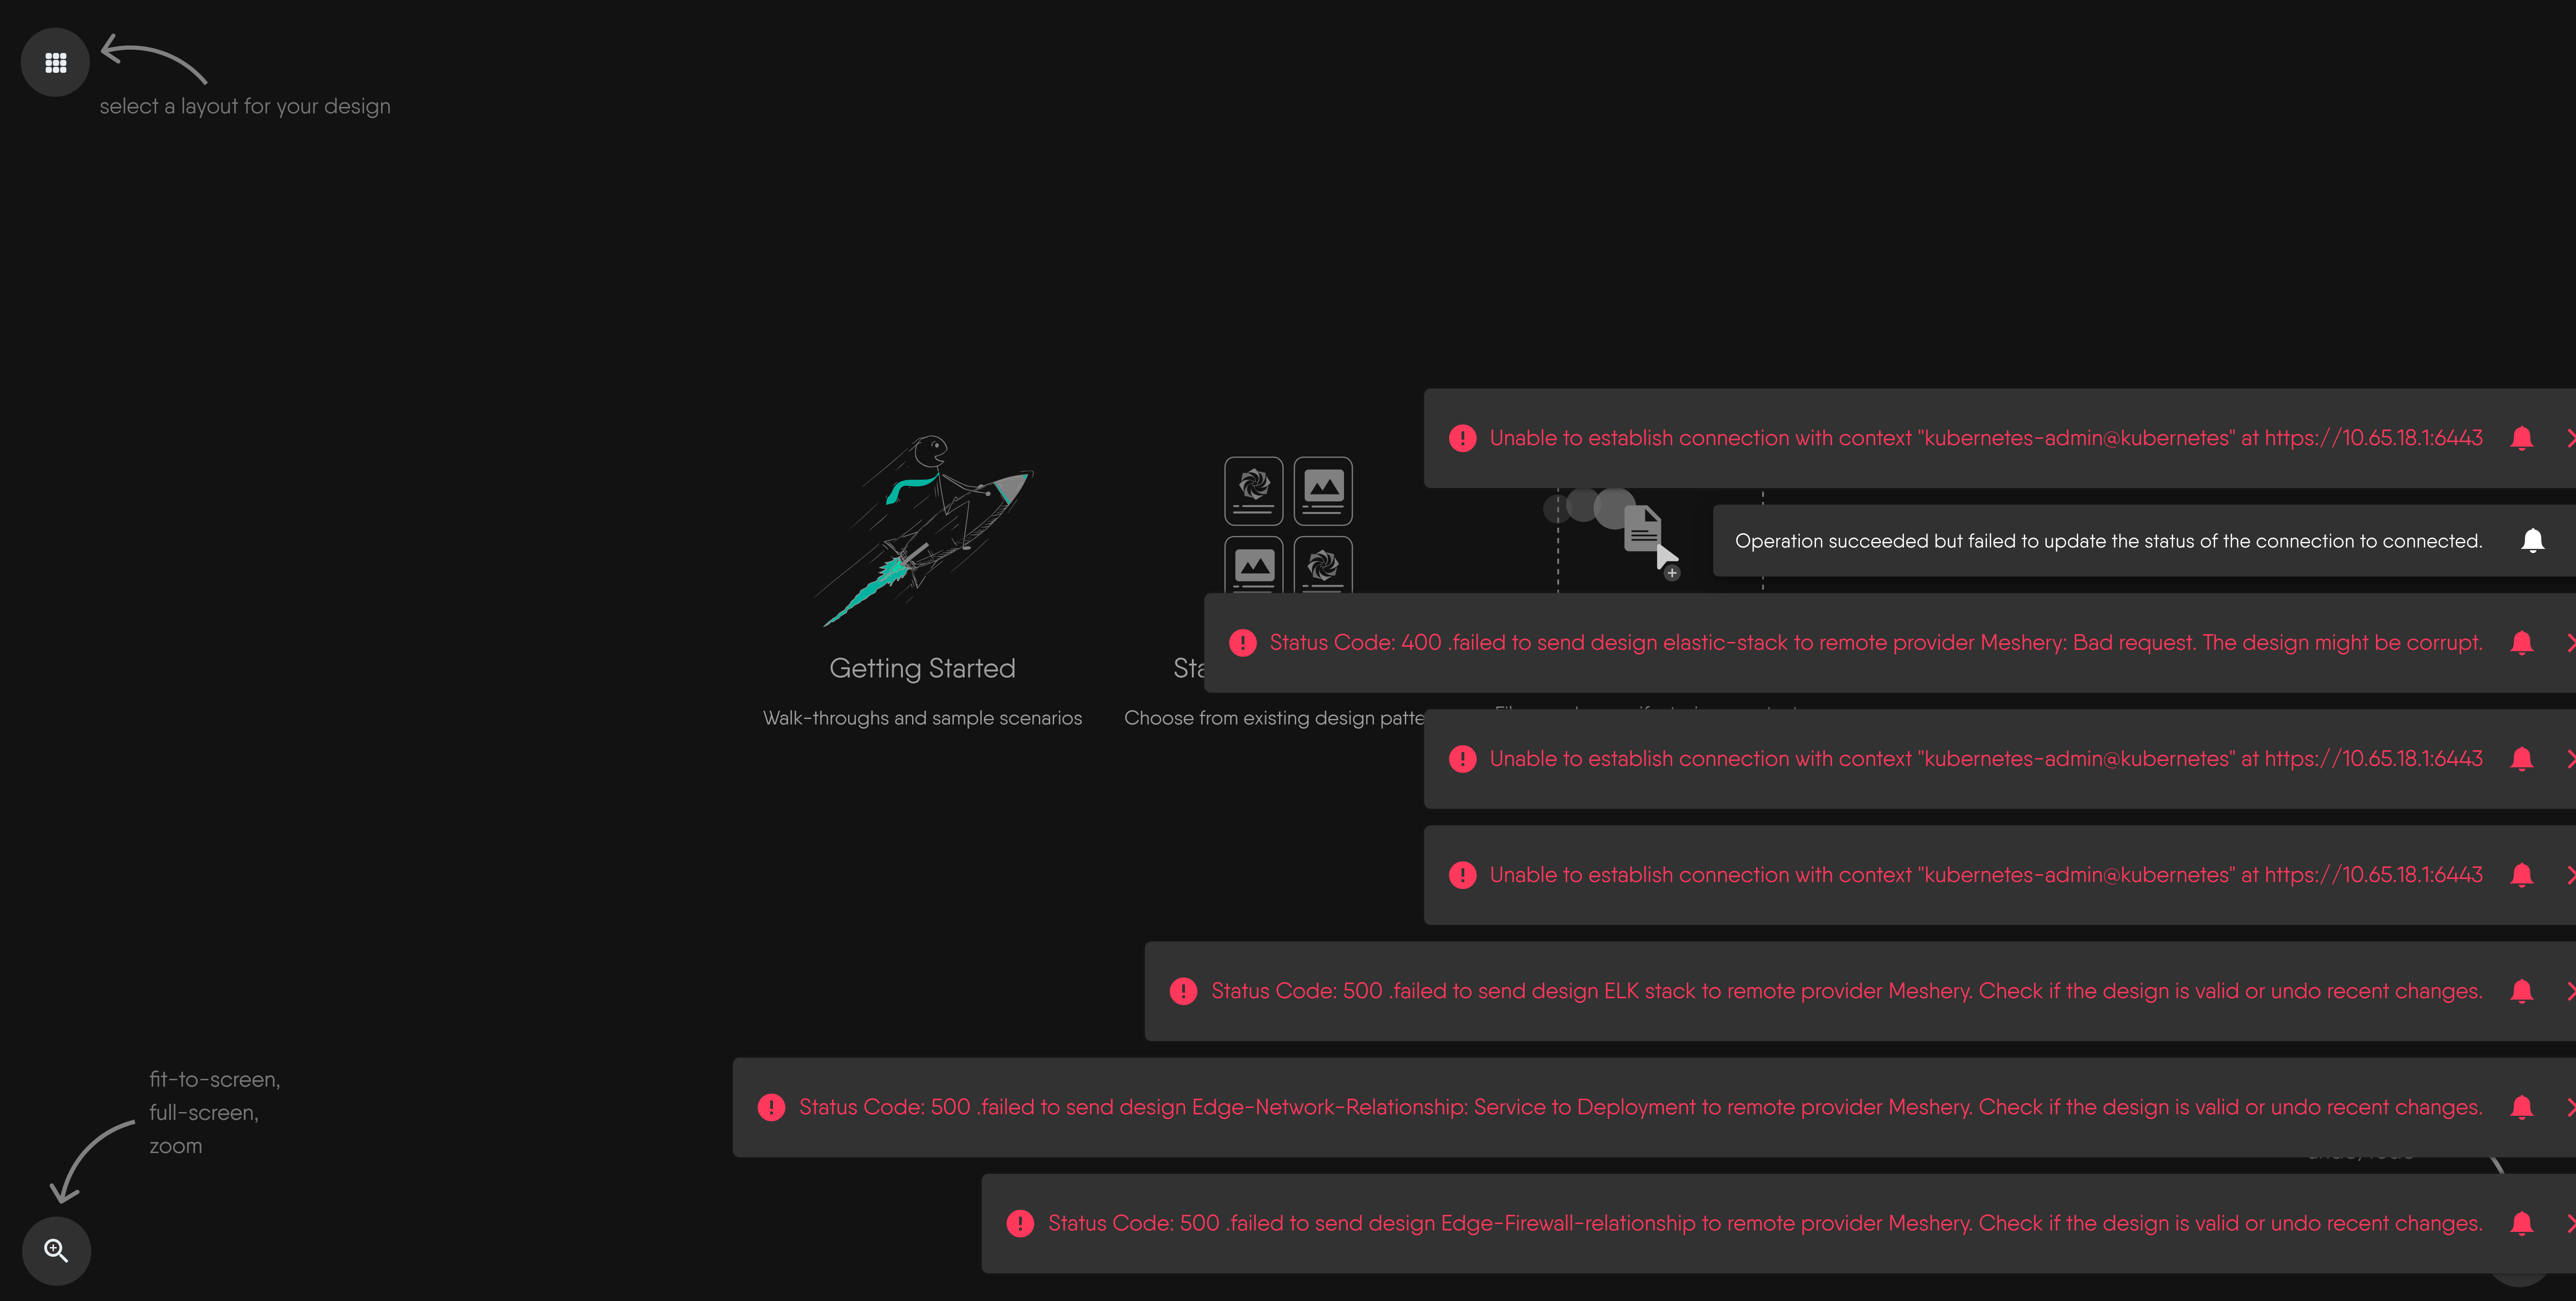 select a layout for your design
Unable to establish connection with context "kubernetes-admin@kubernetes" at https://10.65.18.1:6443
Operation succeeded but failed to update the status of the connection to connected.
Status Code: 400 .failed to send design elastic-stack to remote provider Meshery: Bad request. The design might be corrupt.
Getting Started
Walk-throughs and sample scenarios
Choose from existing design
Unable to establish connection with context "kubernetes-admin@kubernetes" at https://10.65.18.1:6443
Unable to establish connection with context "kubernetes-admin@kubernetes" at https://10.65.18.1:6443
Status Code: 500 .failed to send design ELK stack to remote provider Meshery. Check if the design is valid or undo recent changes.
Status Code: 500 .failed to send design Edge-Network-Relationship: Service to Deployment to remote provider Meshery. Check if the design is valid or undo recent changes.
Status Code: 500 .failed to send design Edge-Firewall-relationship to remote provider Meshery. Check if the design is valid or undo recent changes.
fit-to-screen,
full-screen,
zoom